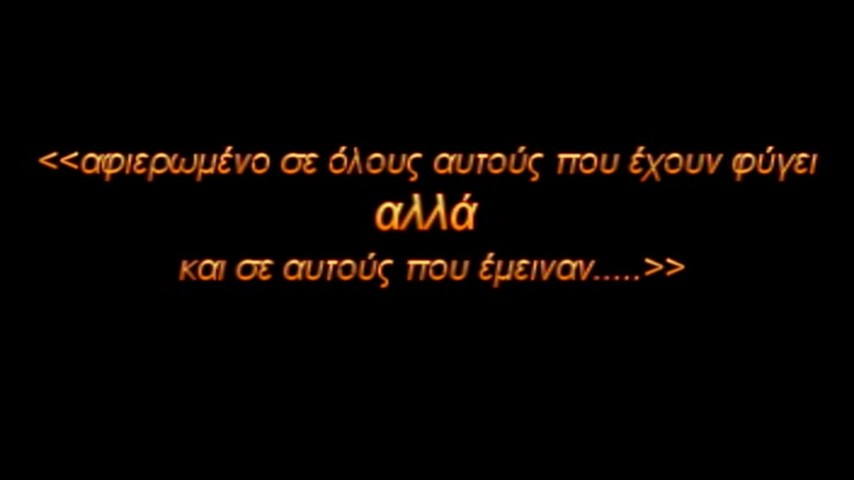 <<αφιερωμένο σε όλους αυτούς που έχουν φύγει
αλλά
και σε αυτούς που έμειναν.....>>